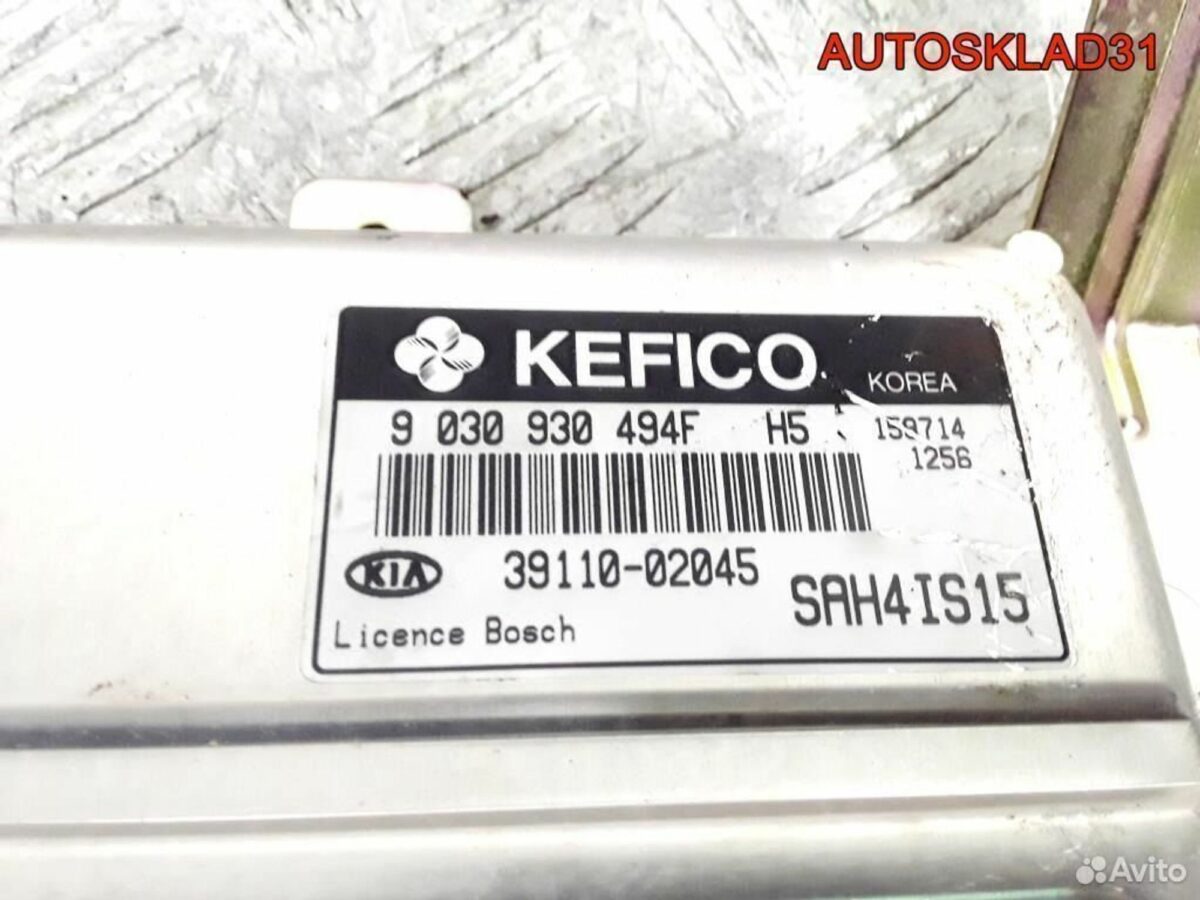 AUTOSKLAD31
KEFICO
KOREA
9 030 930 494F H5 159714
1256
KIA 39110-02045
SAH4IS15
Licence Bosch
Avito